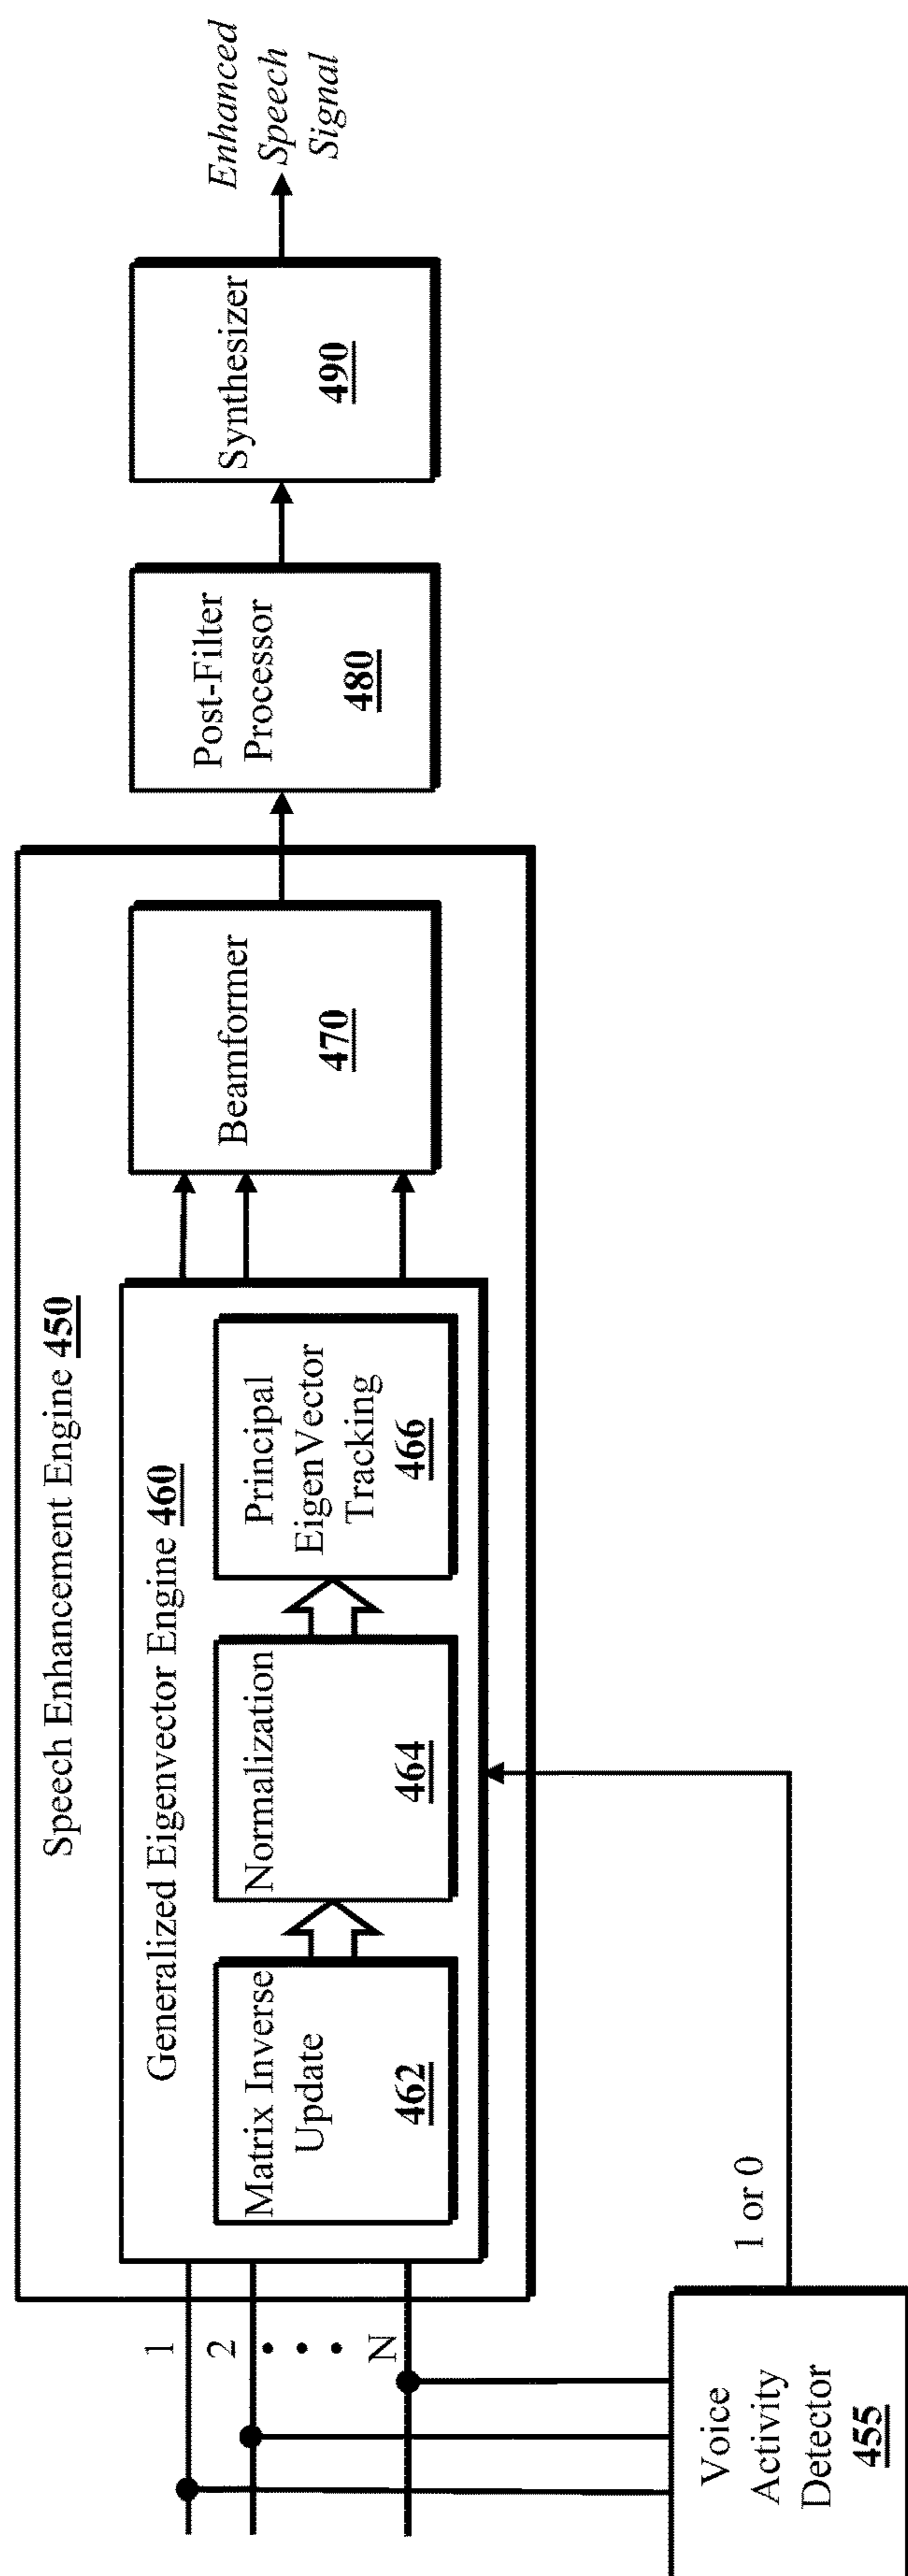 Speech Enhancement Engine 450
Generalized Eigenvector Engine 460
1
2
N
Matrix Inverse
Update
462
Normalization
464
Principal
EigenVector
Tracking
466
Beamformer
470
Post-Filter
Processor
480
Synthesizer
490
Enhanced
Speech
Signal
Voice
Activity
Detector
455
1 or 0